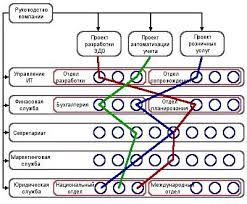 Руководство
компании
Проект
разработки
ЭДО
Проект
автоматизации
учета
Проект
розничных
услуг
Управление
ИТ
Отдел
разработки
Отдел
сопровождения
Финансовая
служба
Бухгалтерия
Отдел
планирования
Секретариат
Маркетинговая
служба
Юридическая
служба
Национальный
отдел
Международный
отдел